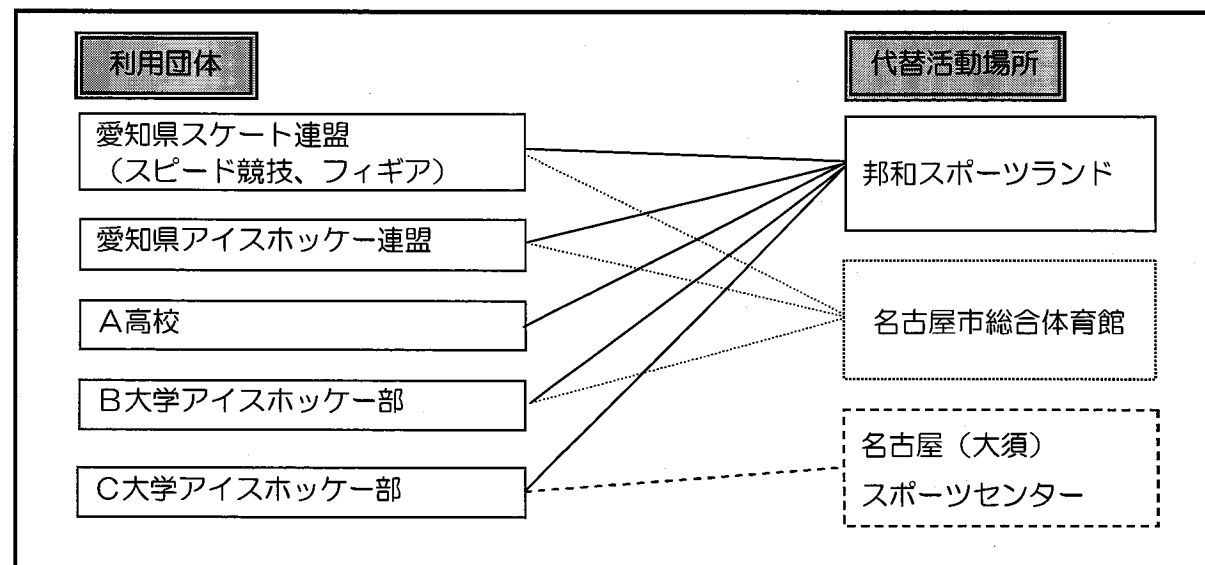 利用団体
代替活動場所
愛知県スケート連盟
(スピード競技、フィギア)
愛知県アイスホッケー連盟
A高校
B大学アイスホッケー部
C大学アイスホッケー部
邦和スポーツランド
名古屋市総合体育館
名古屋(大須)
スポーツセンター